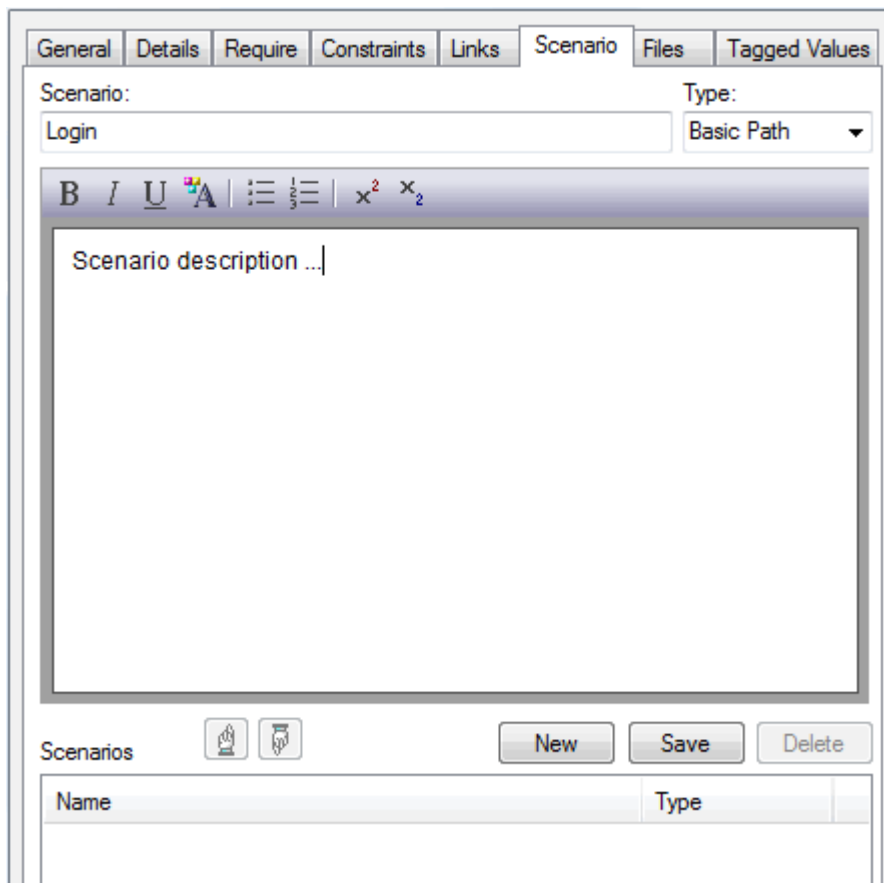 General Details Require Constraints Links Scenario Files Tagged Values
Scenario: Type:
Login Basic Path
B I U A x² x₂
Scenario description ...
Scenarios New Save Delete
Name Type